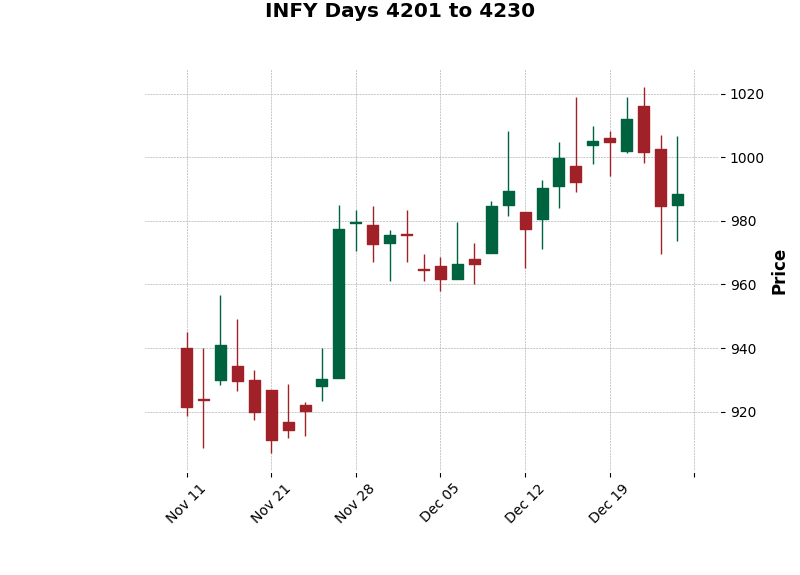 INFY Days 4201 to 4230
1020
1000
980
960
940
920
Price
Nov 11
Nov 21
Nov 28
Dec 05
Dec 12
Dec 19